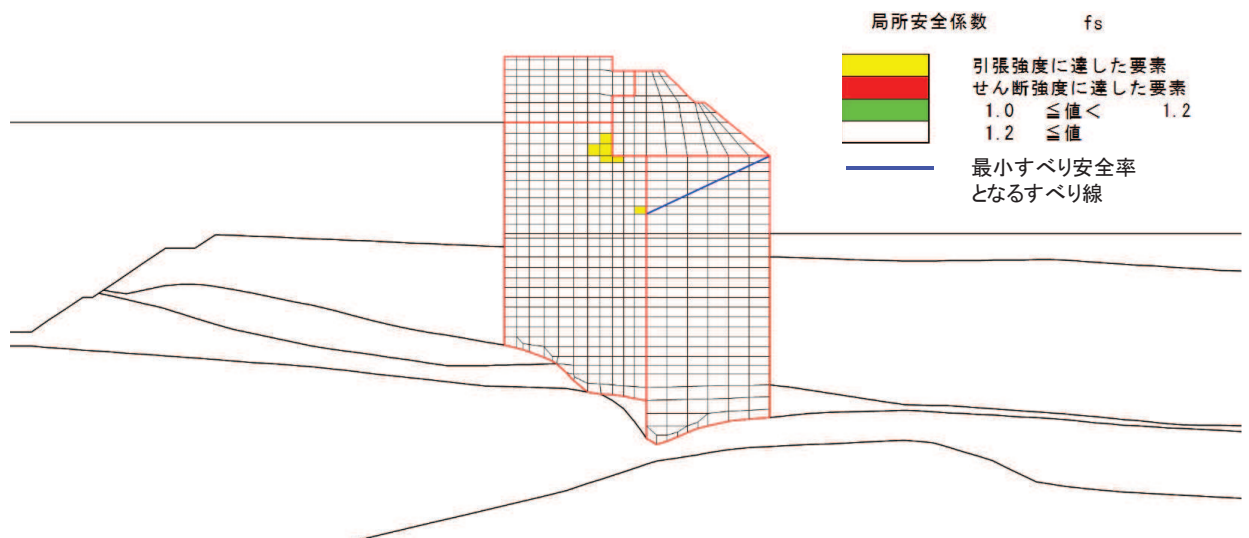 局所安全係数 fs
引張強度に達した要素
せん断強度に達した要素
1.0 ≦値< 1.2
1.2 ≦値
最小すべり安全率
となるすべり線